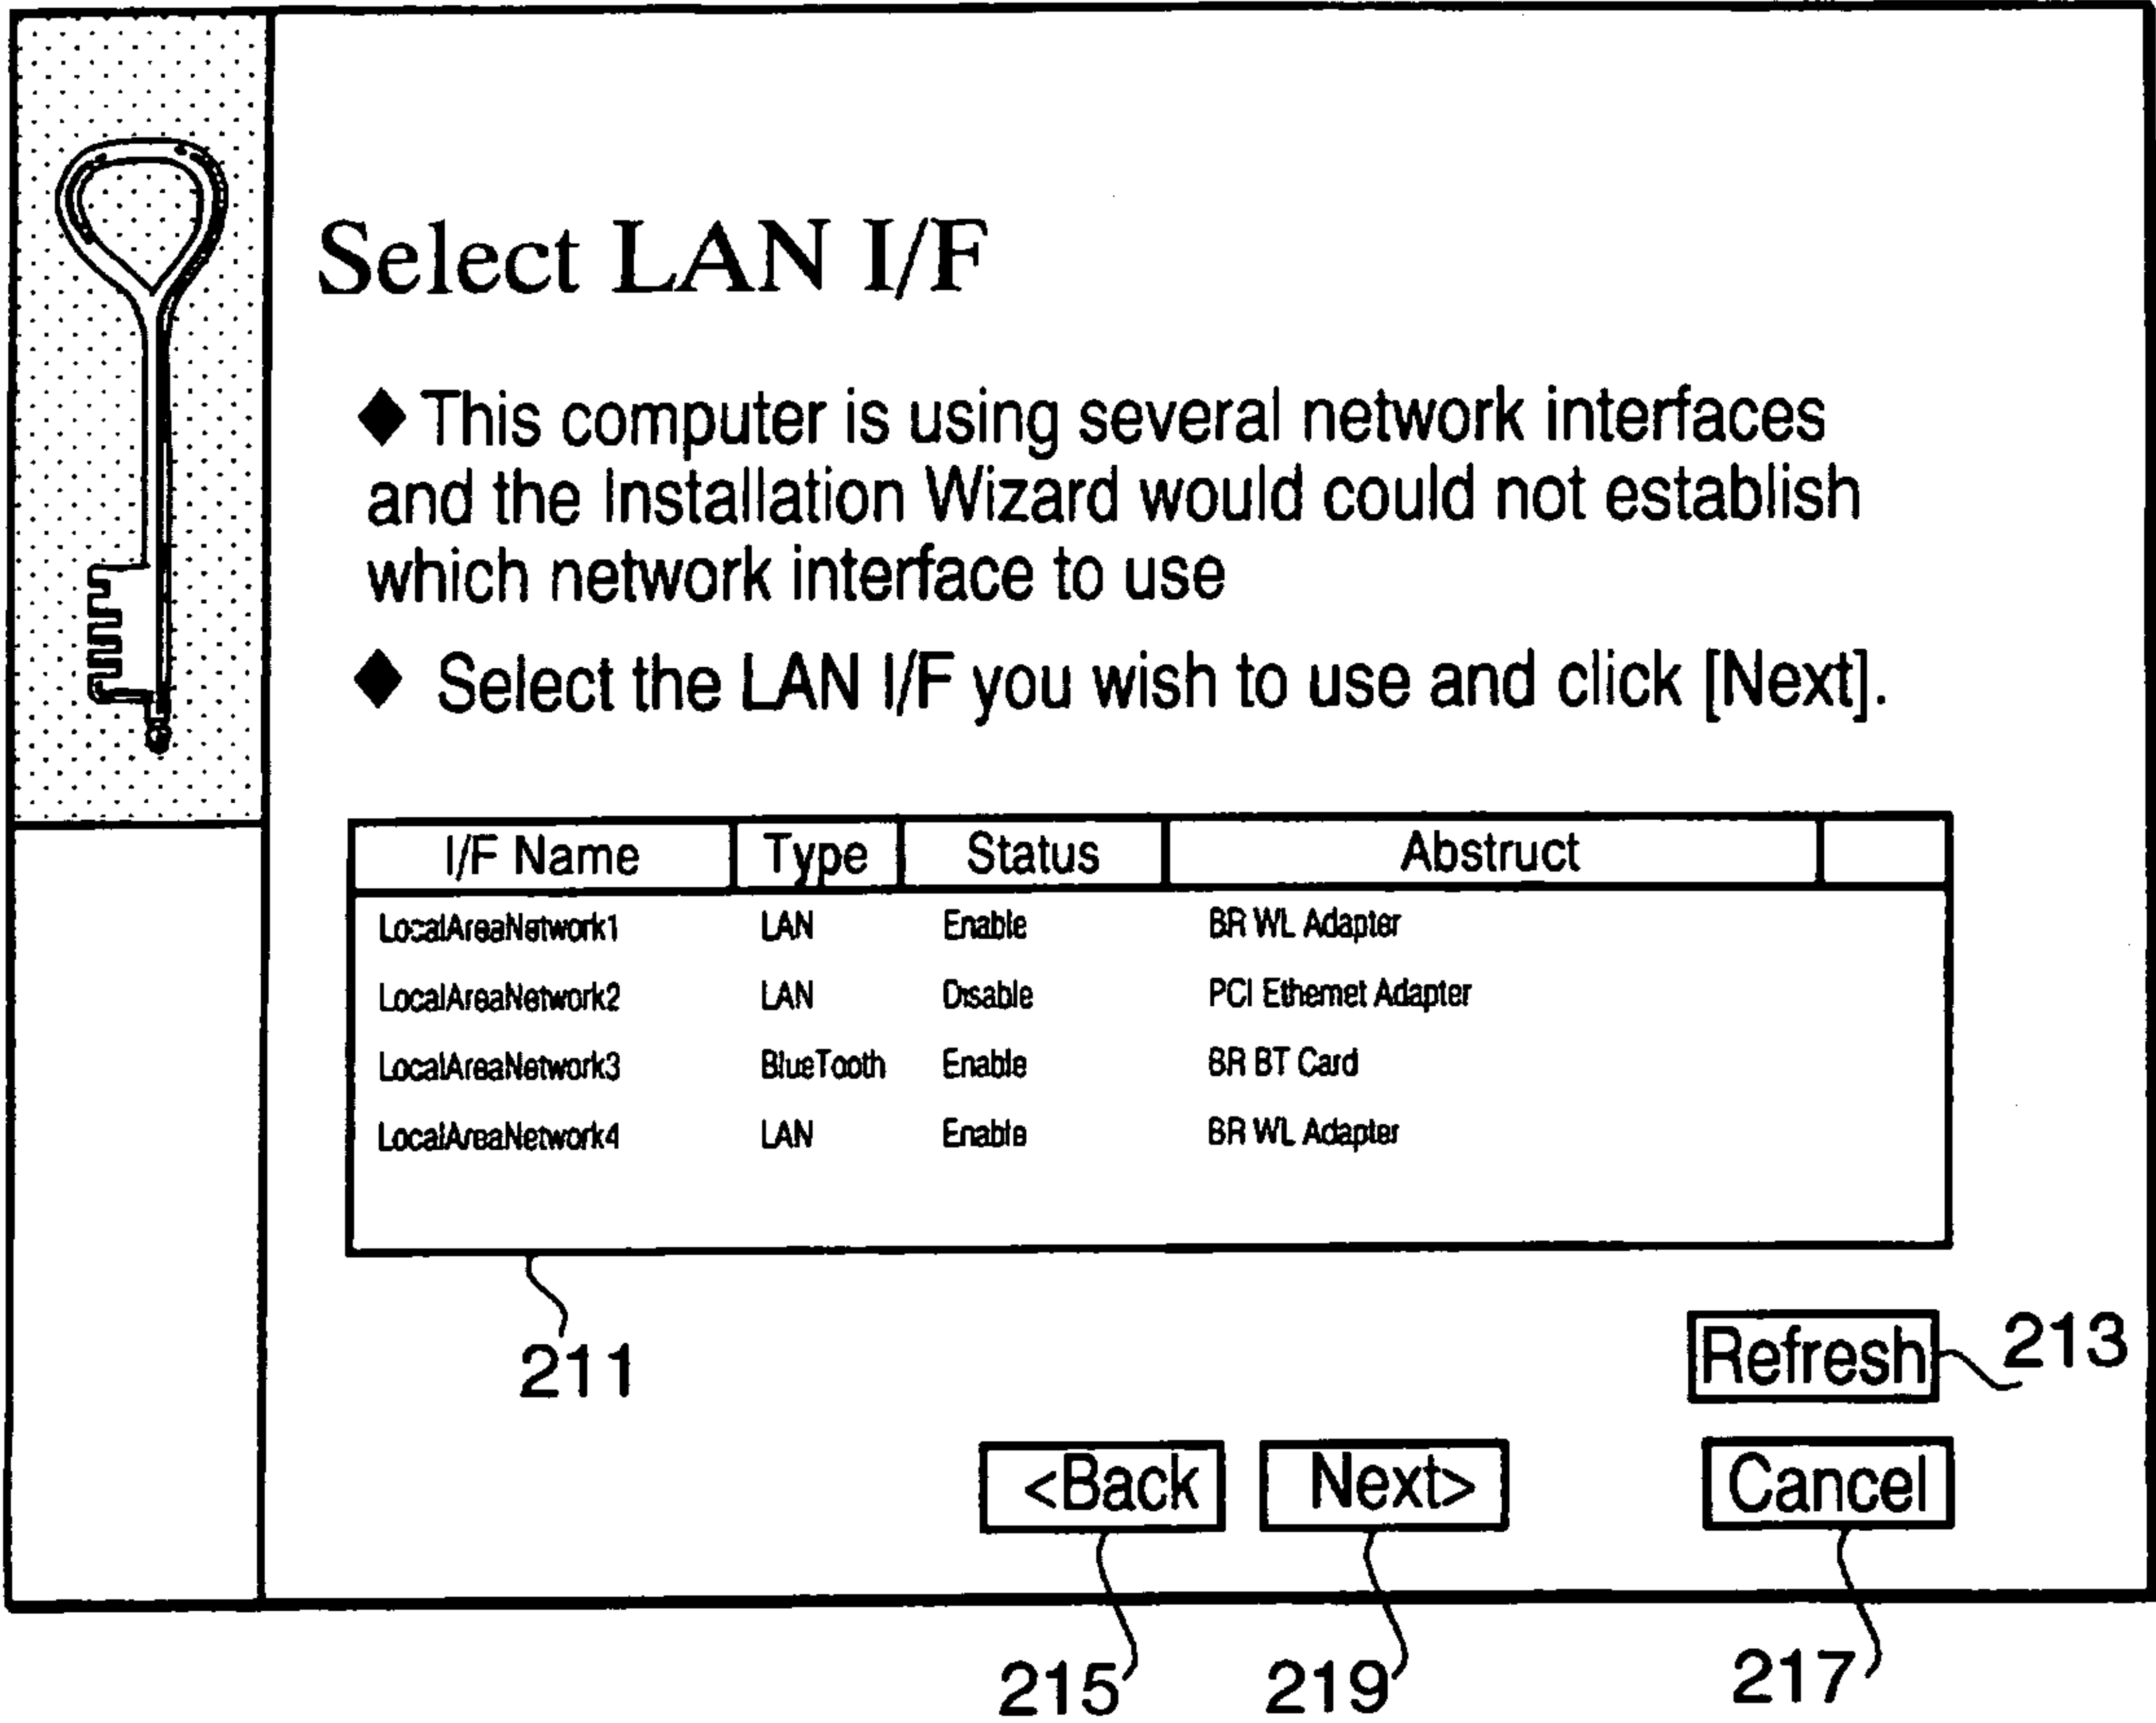 Select LAN I/F
◆ This computer is using several network interfaces
and the Installation Wizard would could not establish
which network interface to use
◆ Select the LAN I/F you wish to use and click [Next].
I/F Name Type Status Abstruct
LocalAreaNetwork1 LAN Enable BR WL Adapter
LocalAreaNetwork2 LAN Disable PCI Ethernet Adapter
LocalAreaNetwork3 BlueTooth Enable BR BT Card
LocalAreaNetwork4 LAN Enable BR WL Adapter
211
Refresh 213
<Back Next> Cancel
215 219 217